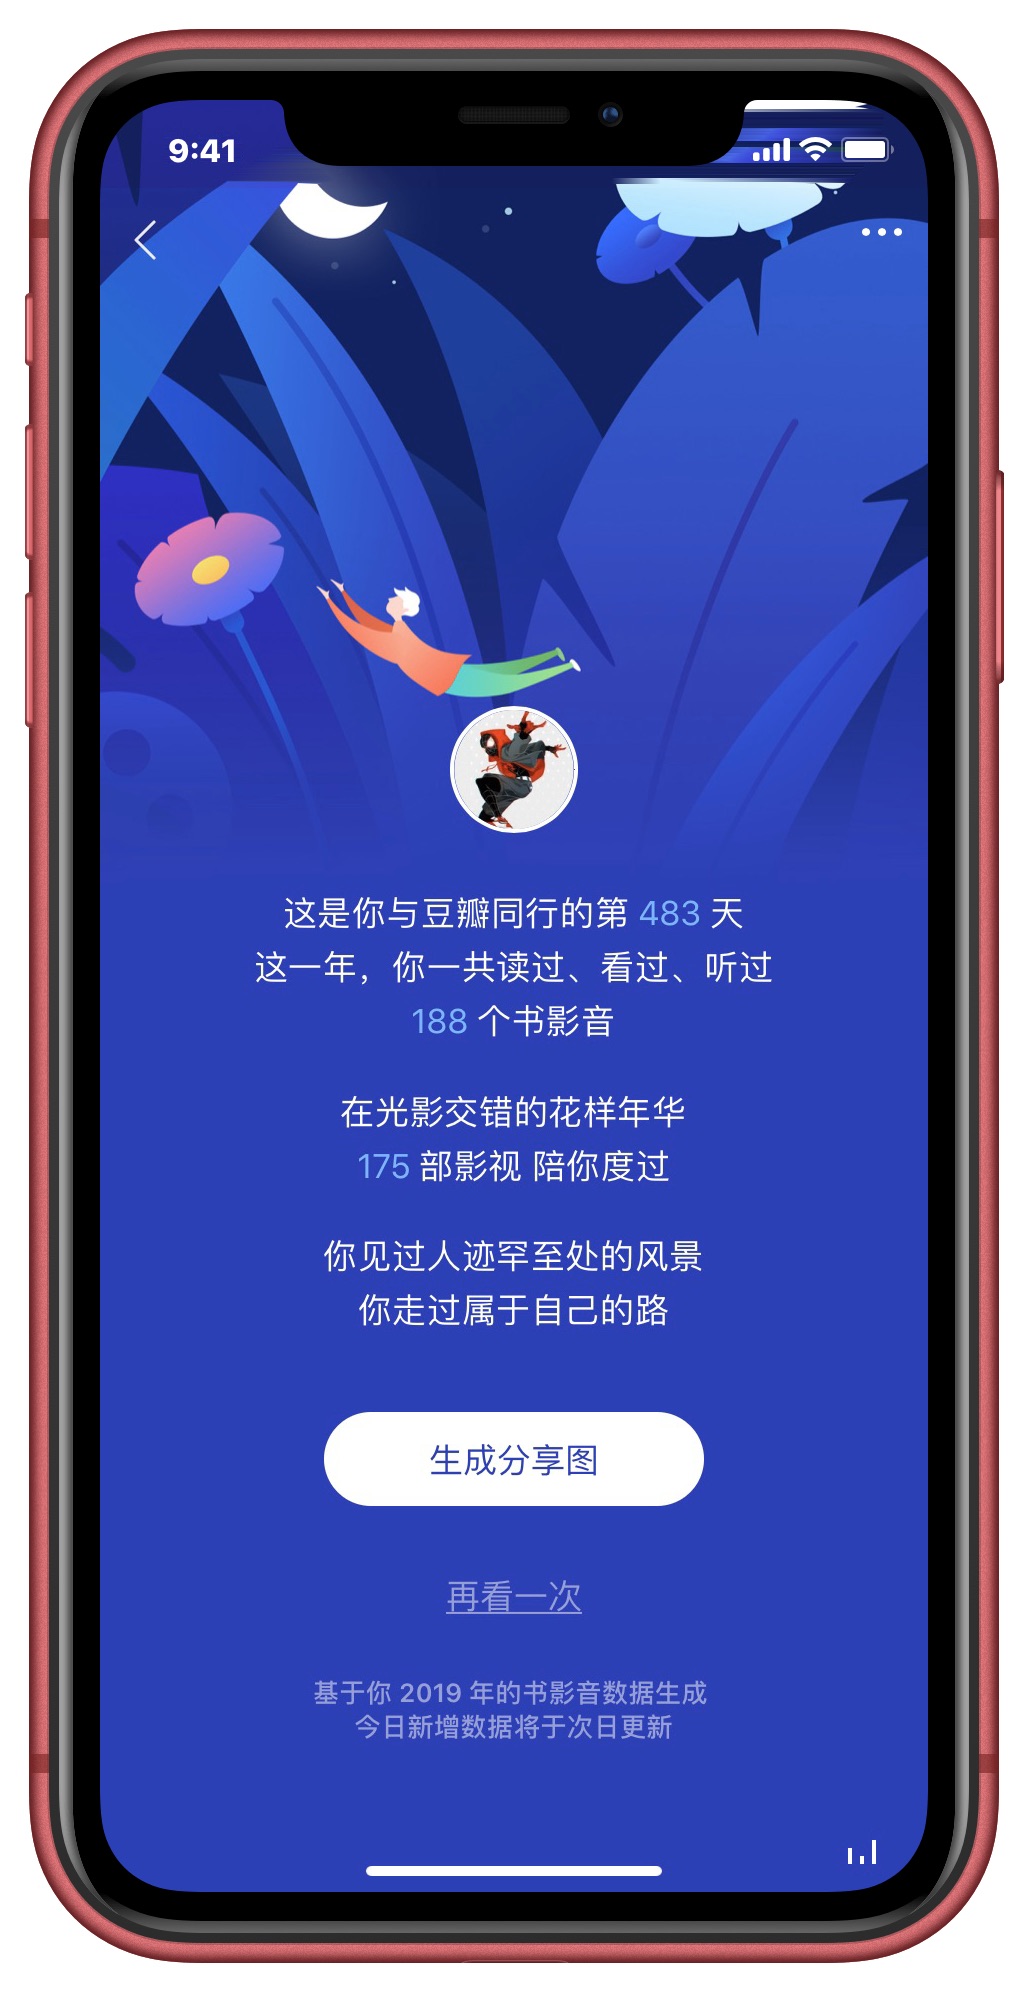 9:41
这是你与豆瓣同行的第 483 天
这一年，你一共读过、看过、听过
188 个书影音
在光影交错的花样年华
175 部影视 陪你度过
你见过人迹罕至处的风景
你走过属于自己的路
生成分享图
再看一次
基于你 2019 年的书影音数据生成
今日新增数据将于次日更新